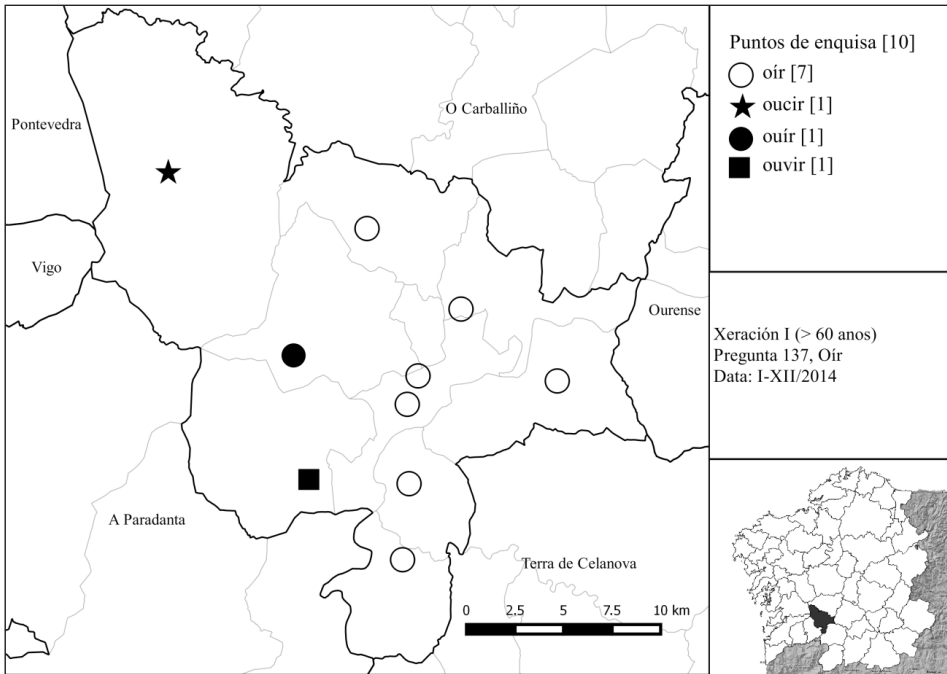 Pontevedra
O Carballiño
Vigo
Ourense
A Paradanta
Terra de Celanova
0 2.5 5 7.5 10 km
Puntos de enquisa [10]
oír [7]
oucir [1]
ouír [1]
ouvir [1]
Xeración I (> 60 anos)
Pregunta 137, Oír
Data: I-XII/2014